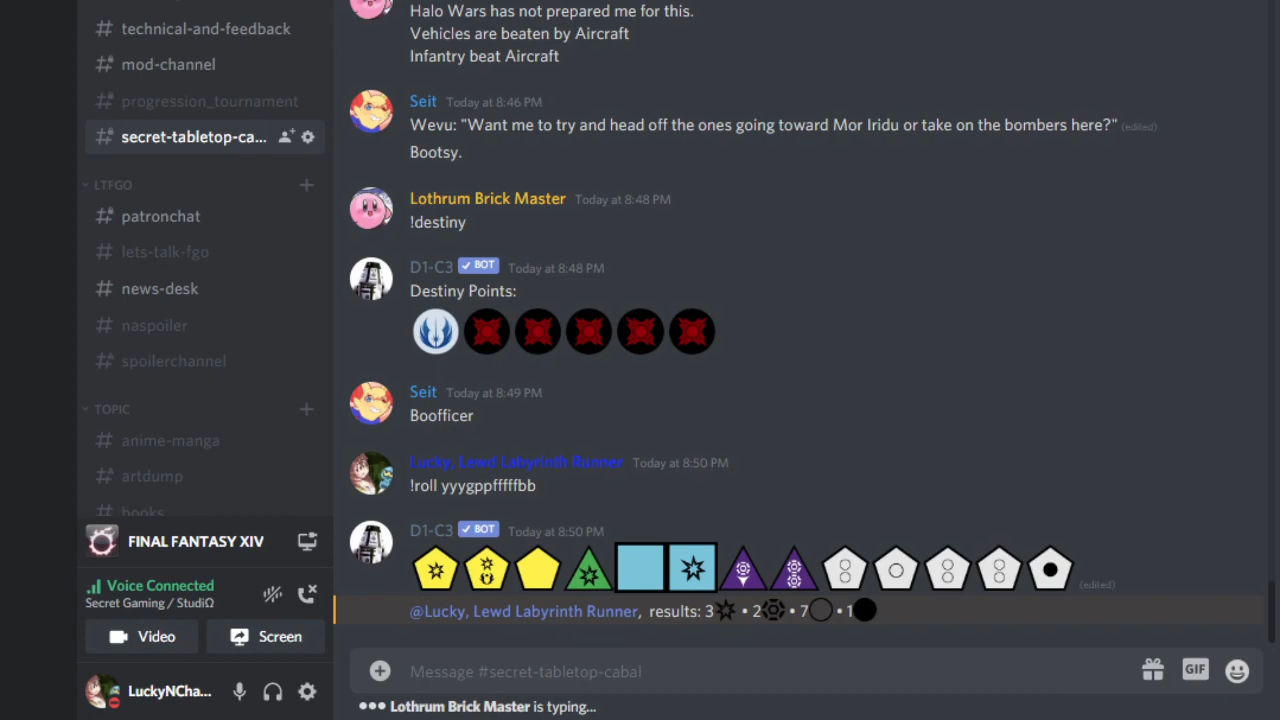 technical-and-feedback
mod-channel
progression_tournament
secret-tabletop-ca...
LTFGO
patronchat
lets-talk-fgo
news-desk
naspoiler
spoilerchannel
TOPIC
anime-manga
artdump
books
FINAL FANTASY XIV
Voice Connected
Secret Gaming / StudiΩ
Video
Screen
LuckyNCha...
Halo Wars has not prepared me for this.
Vehicles are beaten by Aircraft
Infantry beat Aircraft
Seit Today at 8:46 PM
Wevu: "Want me to try and head off the ones going toward Mor Iridu or take on the bombers here?" (edited)
Bootsy.
Lothrum Brick Master Today at 8:48 PM
!destiny
D1-C3 BOT Today at 8:48 PM
Destiny Points:
Seit Today at 8:49 PM
Boofficer
Lucky, Lewd Labyrinth Runner Today at 8:50 PM
!roll yyygppfffffbb
D1-C3 BOT Today at 8:50 PM
(edited)
@Lucky, Lewd Labyrinth Runner, results: 3 • 2 • 7 • 1
Message #secret-tabletop-cabal
GIF
Lothrum Brick Master is typing...